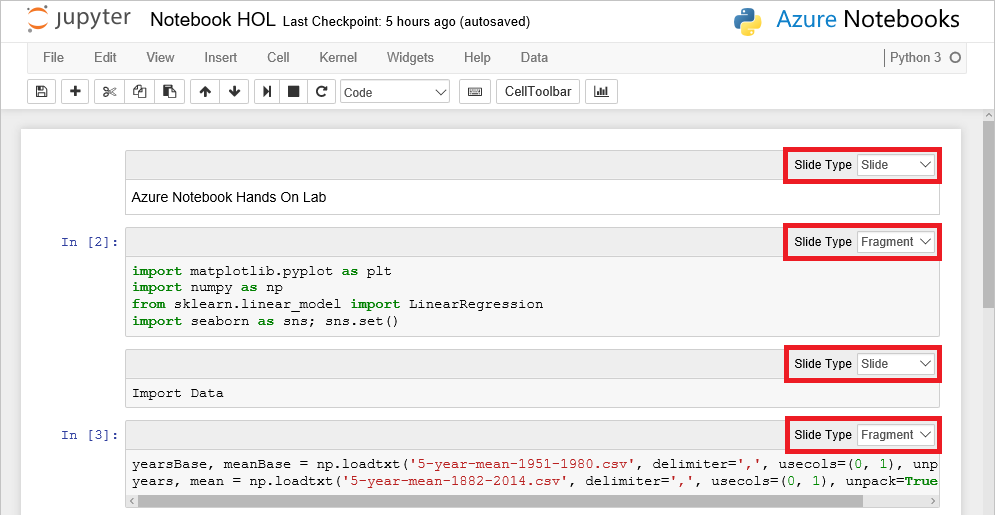 jupyter Notebook HOL Last Checkpoint: 5 hours ago (autosaved) Azure Notebooks
File Edit View Insert Cell Kernel Widgets Help Data Python 3
Code CellToolbar
Slide Type Slide
Azure Notebook Hands On Lab
Slide Type Fragment
In [2]:
import matplotlib.pyplot as plt
import numpy as np
from sklearn.linear_model import LinearRegression
import seaborn as sns; sns.set()
Slide Type Slide
Import Data
Slide Type Fragment
In [3]:
yearsBase, meanBase = np.loadtxt('5-year-mean-1951-1980.csv', delimiter=',', usecols=(0, 1), unp
years, mean = np.loadtxt('5-year-mean-1882-2014.csv', delimiter=',', usecols=(0, 1), unpack=True